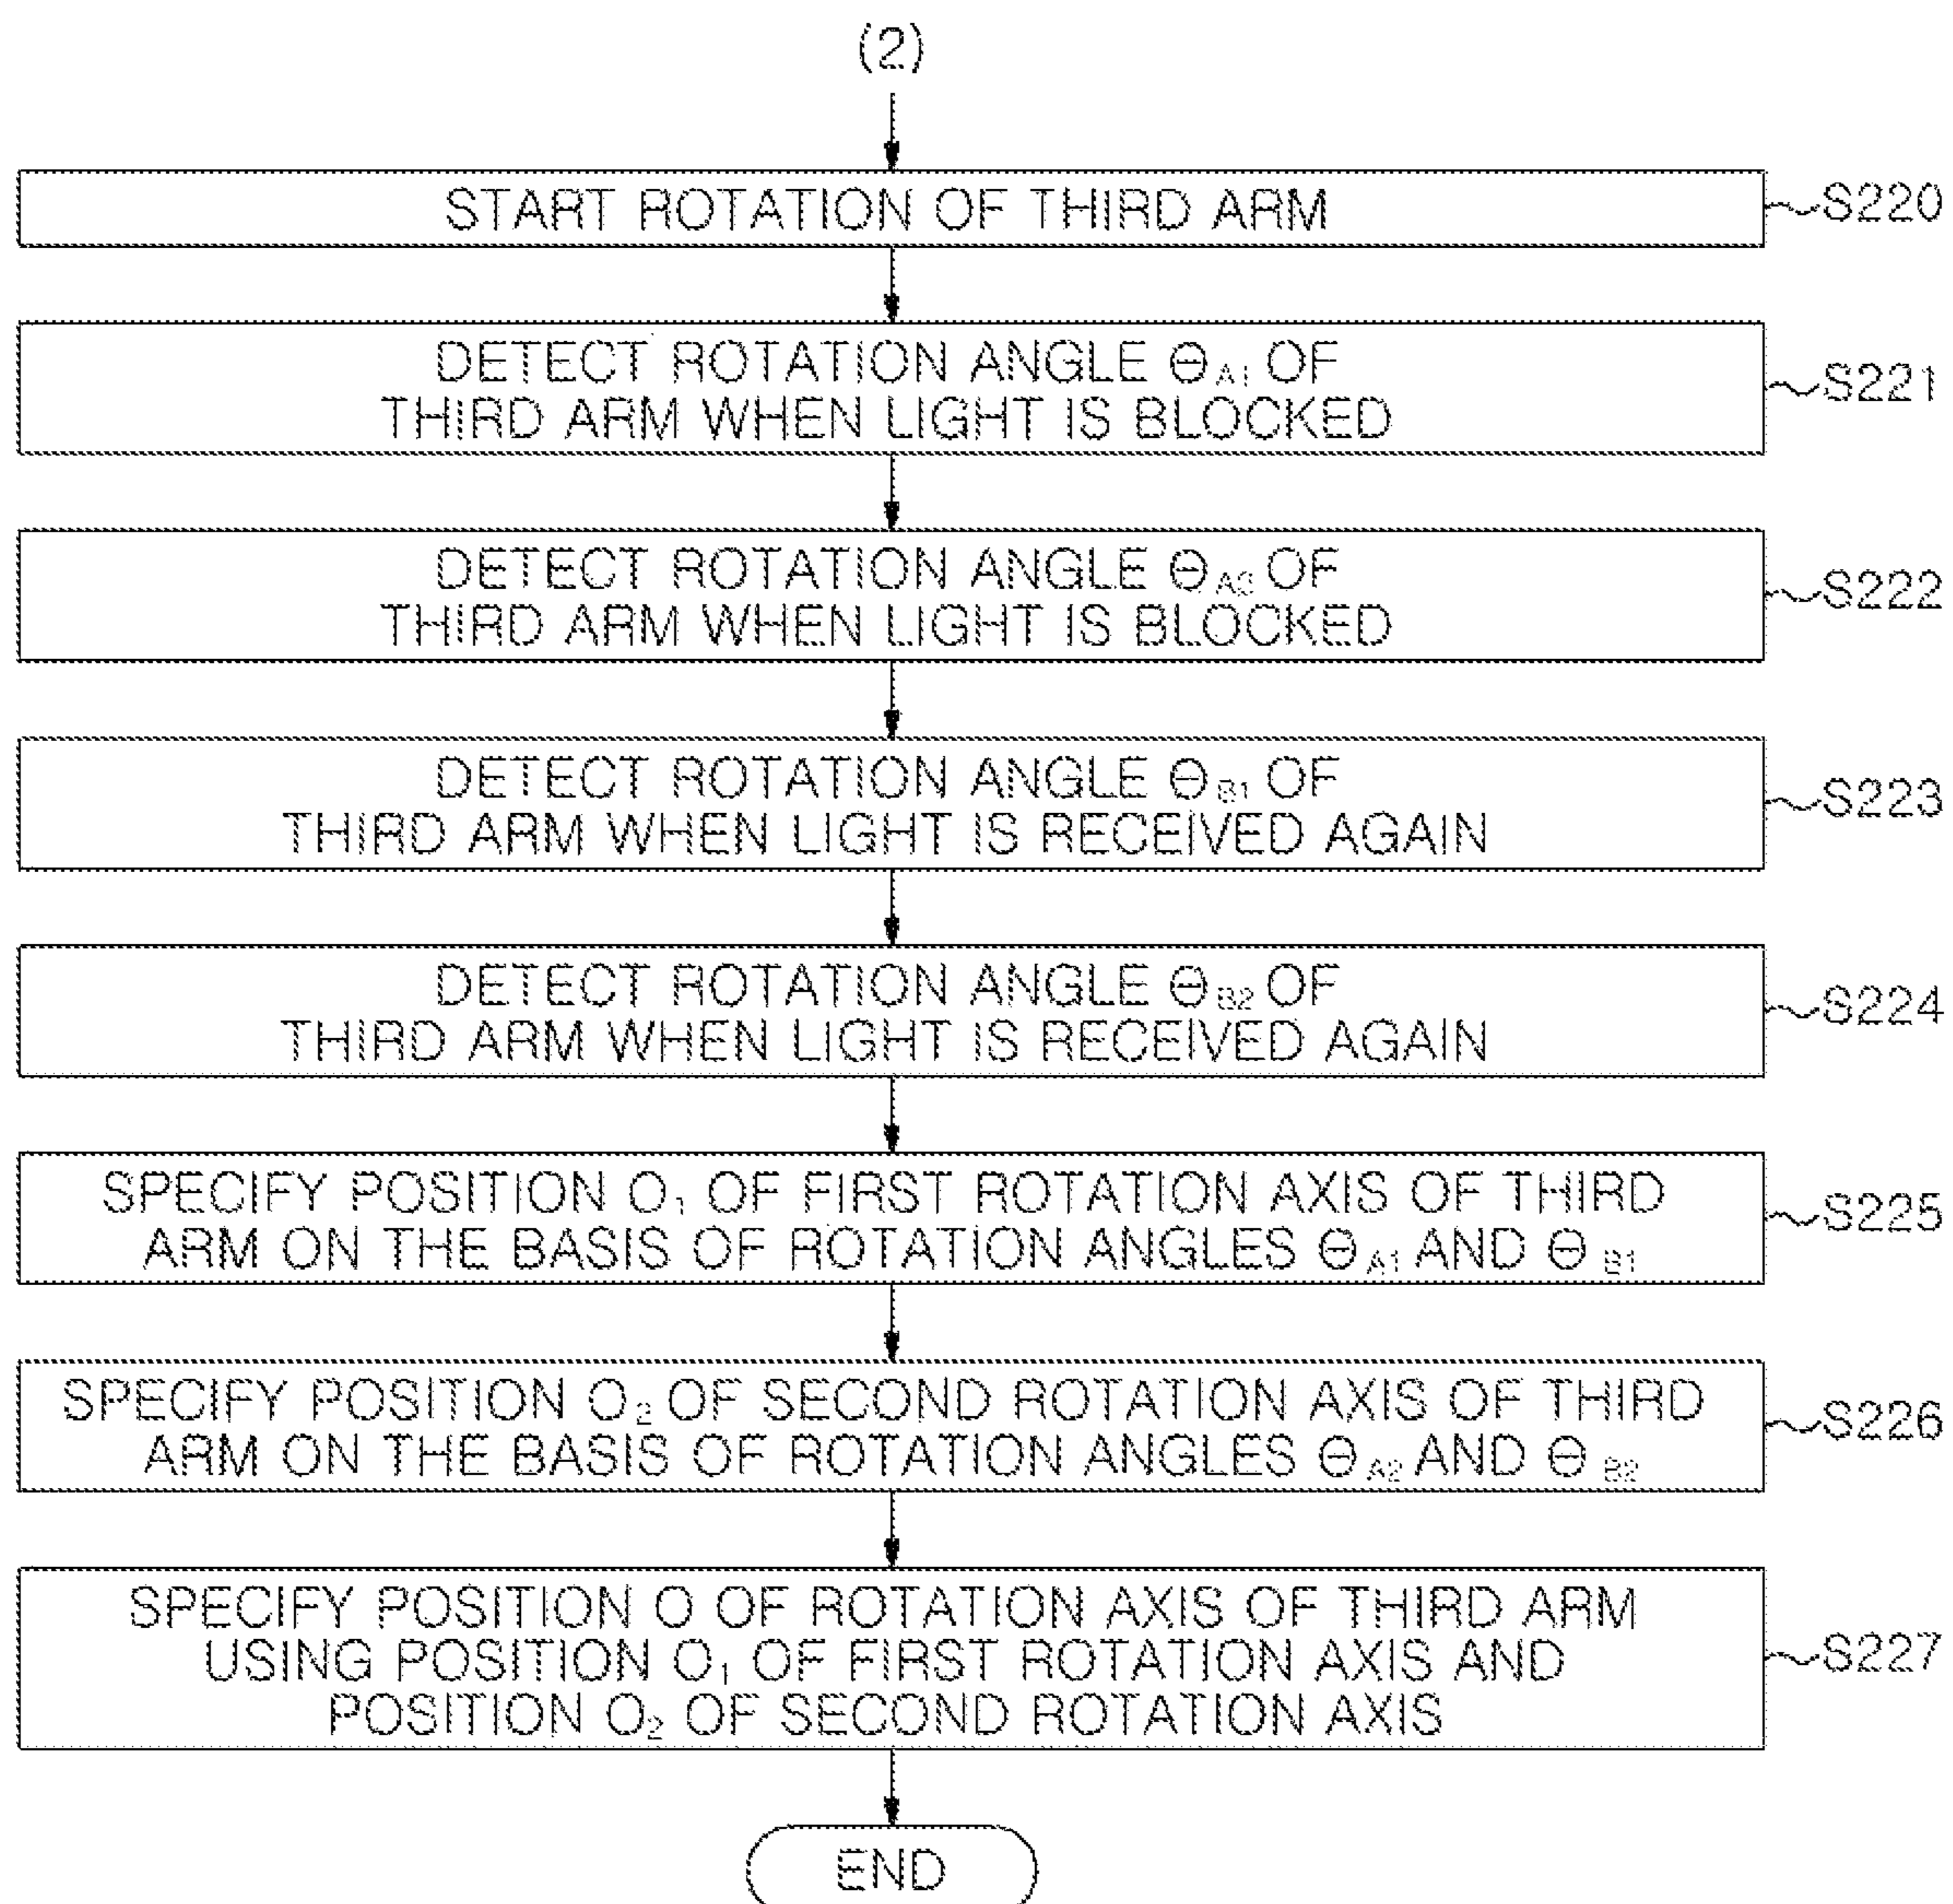 (2)
START ROTATION OF THIRD ARM
S220
DETECT ROTATION ANGLE ΘA1 OF
THIRD ARM WHEN LIGHT IS BLOCKED
S221
DETECT ROTATION ANGLE ΘA2 OF
THIRD ARM WHEN LIGHT IS BLOCKED
S222
DETECT ROTATION ANGLE ΘB1 OF
THIRD ARM WHEN LIGHT IS RECEIVED AGAIN
S223
DETECT ROTATION ANGLE ΘB2 OF
THIRD ARM WHEN LIGHT IS RECEIVED AGAIN
S224
SPECIFY POSITION O1 OF FIRST ROTATION AXIS OF THIRD
ARM ON THE BASIS OF ROTATION ANGLES ΘA1 AND ΘB1
S225
SPECIFY POSITION O2 OF SECOND ROTATION AXIS OF THIRD
ARM ON THE BASIS OF ROTATION ANGLES ΘA2 AND ΘB2
S226
SPECIFY POSITION O OF ROTATION AXIS OF THIRD ARM
USING POSITION O1 OF FIRST ROTATION AXIS AND
POSITION O2 OF SECOND ROTATION AXIS
S227
END